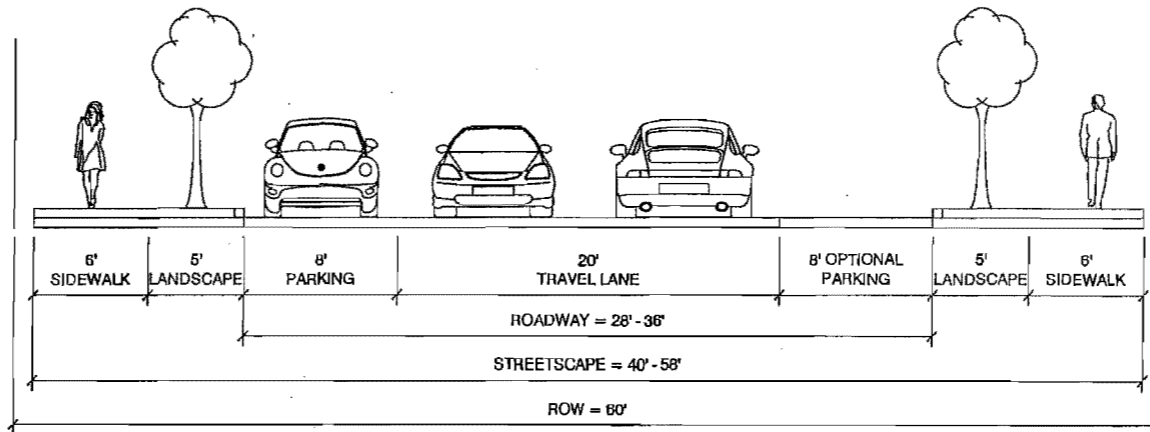 6'
SIDEWALK
5'
LANDSCAPE
8'
PARKING
20'
TRAVEL LANE
8' OPTIONAL
PARKING
5'
LANDSCAPE
6'
SIDEWALK
ROADWAY = 28' - 36'
STREETSCAPE = 40' - 58'
ROW = 60'